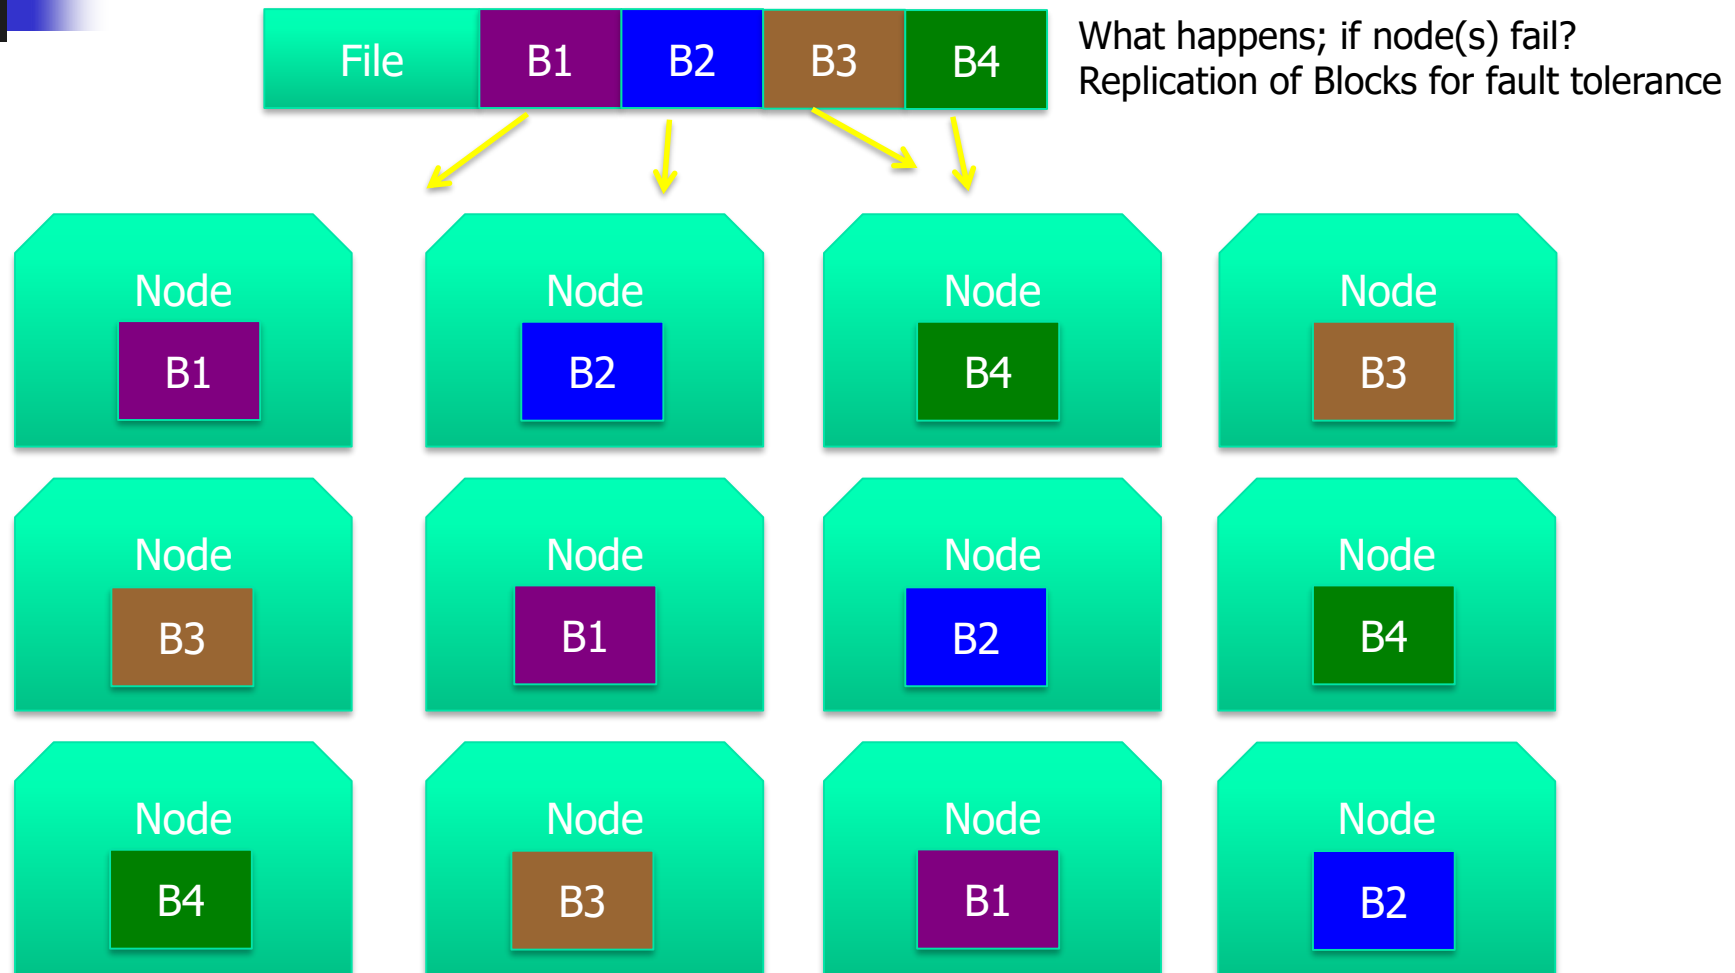 File B1 B2 B3 B4
What happens; if node(s) fail?
Replication of Blocks for fault tolerance
Node Node Node Node
B1 B2 B4 B3
Node Node Node Node
B3 B1 B2 B4
Node Node Node Node
B4 B3 B1 B2